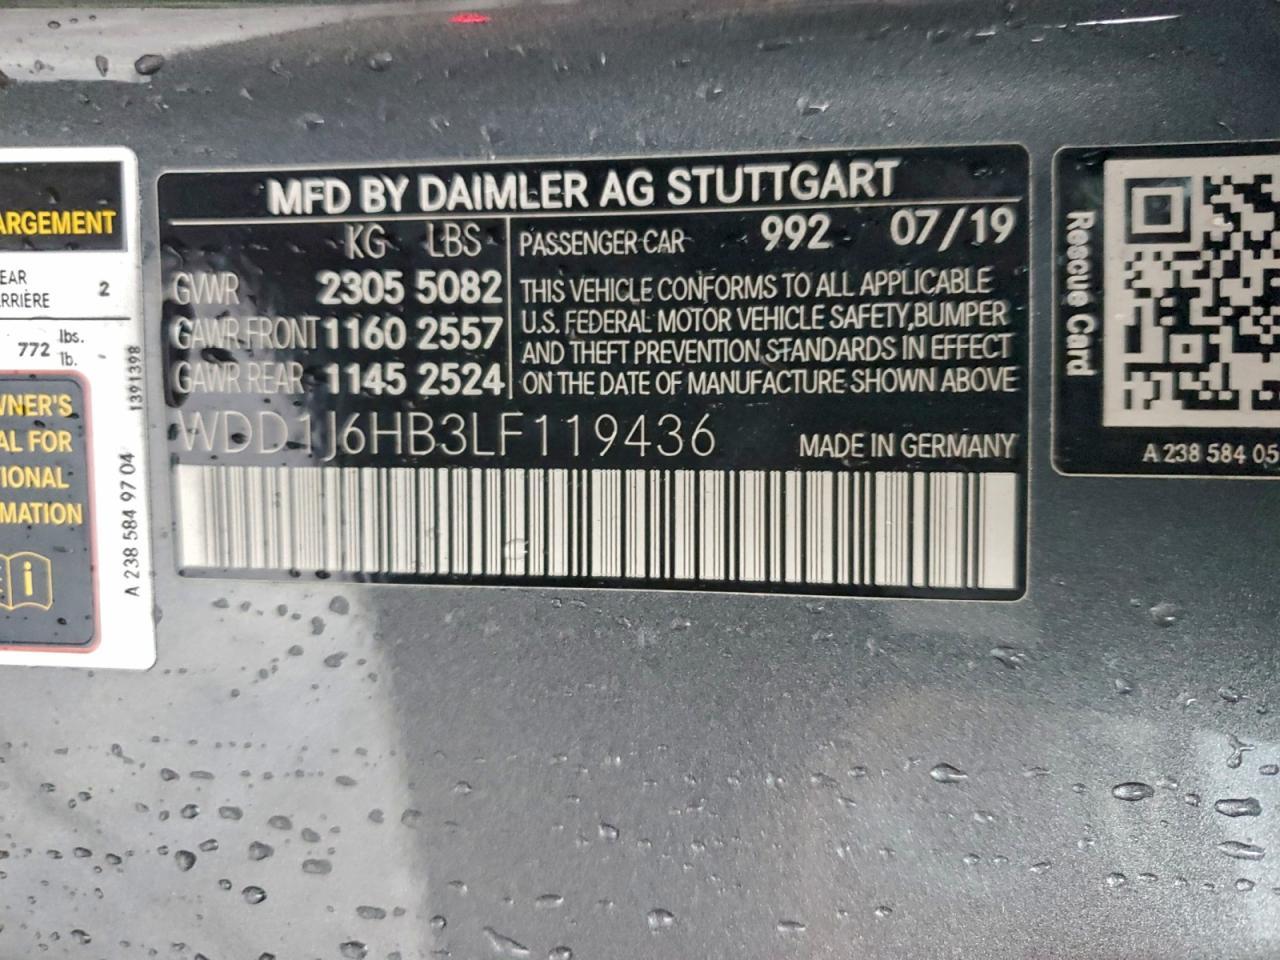 ARGEMENT
EAR
ARRIÈRE 2
772 lbs.
lb.
WNER'S
AL FOR
TIONAL
MATION
i
1391398
A 238 584 97 04
MFD BY DAIMLER AG STUTTGART
KG LBS
GVWR 2305 5082
GAWR FRONT 1160 2557
GAWR REAR 1145 2524
PASSENGER CAR 992 07/19
THIS VEHICLE CONFORMS TO ALL APPLICABLE
U.S. FEDERAL MOTOR VEHICLE SAFETY,BUMPER
AND THEFT PREVENTION STANDARDS IN EFFECT
ON THE DATE OF MANUFACTURE SHOWN ABOVE
WDD1J6HB3LF119436
MADE IN GERMANY
Rescue Card
A 238 584 05